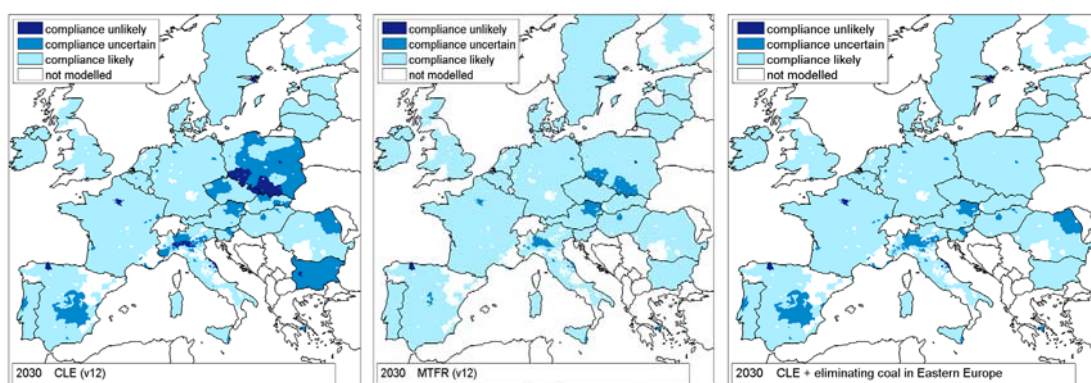 compliance unlikely
compliance uncertain
compliance likely
not modelled
2030 CLE (v12)
compliance unlikely
compliance uncertain
compliance likely
not modelled
2030 MTFR (v12)
compliance unlikely
compliance uncertain
compliance likely
not modelled
2030 CLE + eliminating coal in Eastern Europe